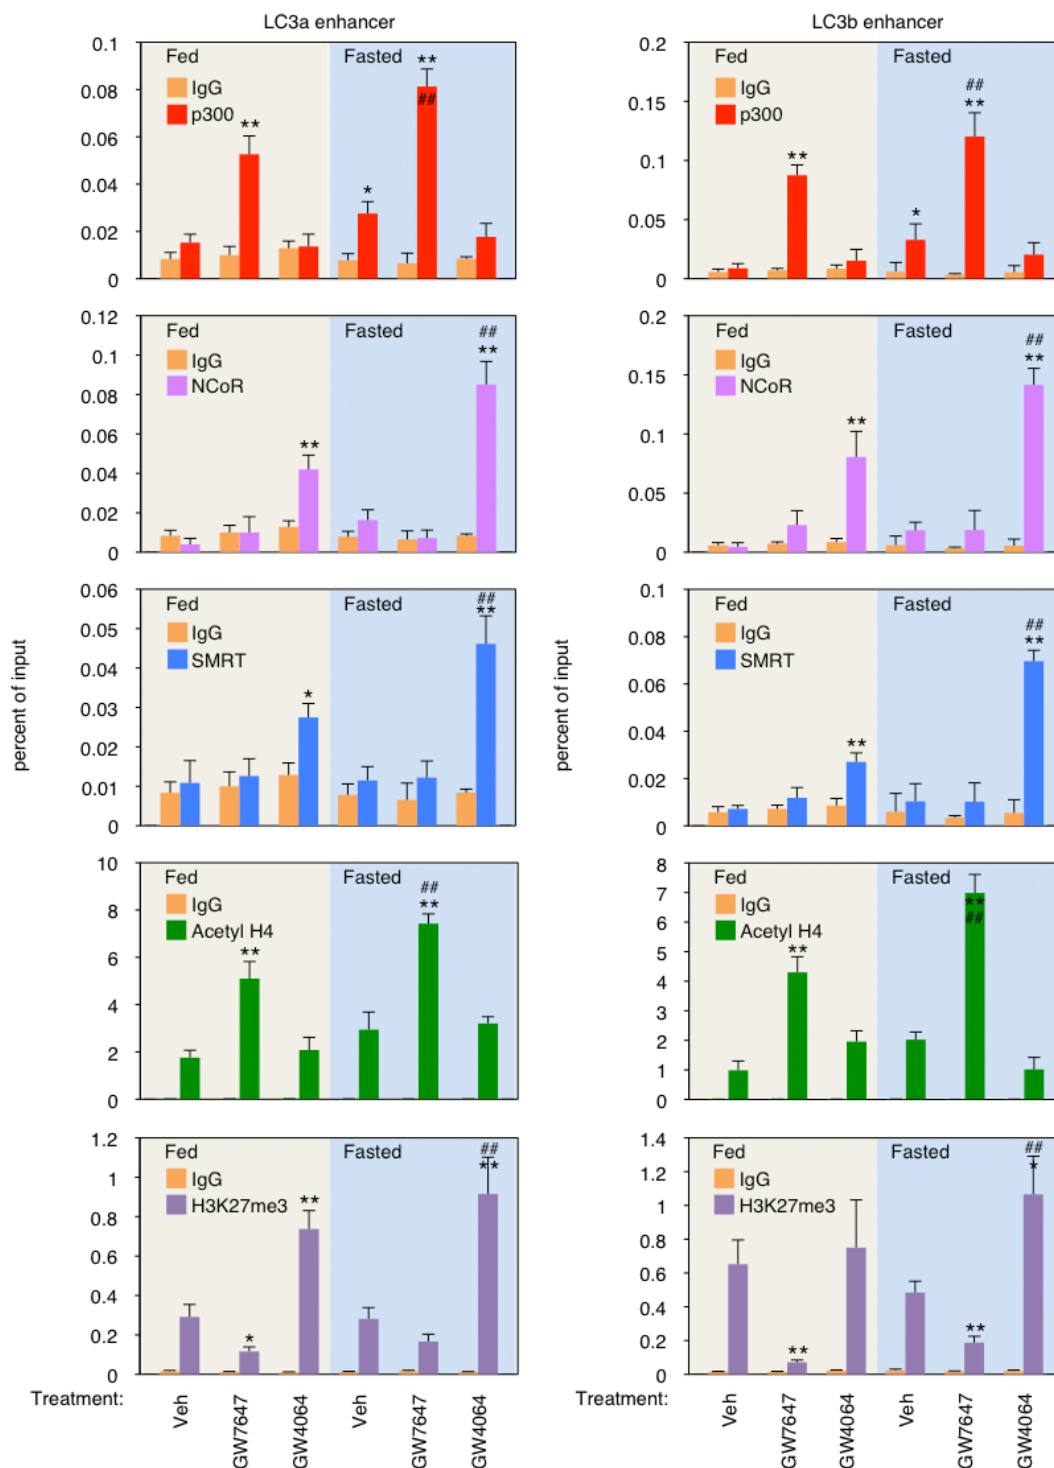 LC3a enhancer
LC3b enhancer
percent of input
0.1
0.08
0.06
0.04
0.02
0
Fed
Fasted
IgG
p300
**
*
**
##
0.2
0.15
0.1
0.05
0
Fed
Fasted
IgG
p300
**
*
##
**
0.12
0.1
0.08
0.06
0.04
0.02
0
Fed
Fasted
IgG
NCoR
**
##
**
0.2
0.15
0.1
0.05
0
Fed
Fasted
IgG
NCoR
**
##
**
0.06
0.05
0.04
0.03
0.02
0.01
0
Fed
Fasted
IgG
SMRT
*
##
**
percent of input
0.1
0.08
0.06
0.04
0.02
0
Fed
Fasted
IgG
SMRT
**
##
**
10
8
6
4
2
0
Fed
Fasted
IgG
Acetyl H4
**
##
**
8
7
6
5
4
3
2
1
0
Fed
Fasted
IgG
Acetyl H4
**
**
##
1.2
1
0.8
0.6
0.4
0.2
0
Fed
Fasted
IgG
H3K27me3
*
**
##
**
1.4
1.2
1
0.8
0.6
0.4
0.2
0
Fed
Fasted
IgG
H3K27me3
**
**
##
*
Treatment:
Veh
GW7647
GW4064
Veh
GW7647
GW4064
Treatment:
Veh
GW7647
GW4064
Veh
GW7647
GW4064